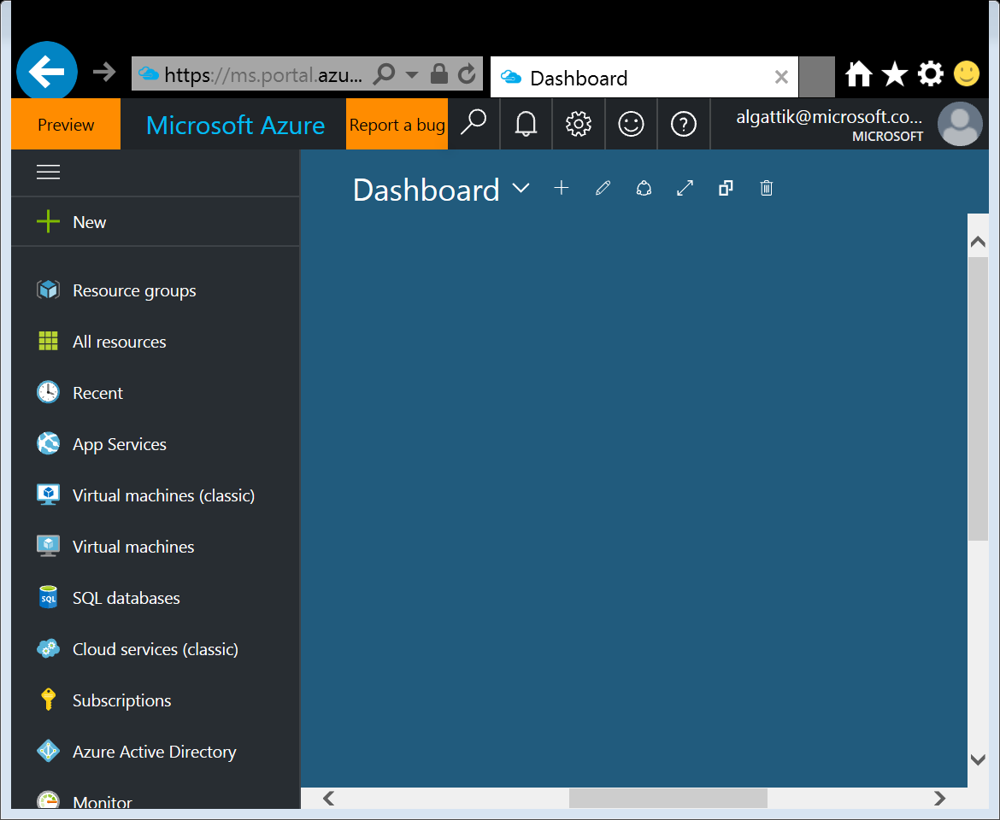 https://ms.portal.azu...
Dashboard
Preview
Microsoft Azure
Report a bug
algattik@microsoft.co...
MICROSOFT
Dashboard
New
Resource groups
All resources
Recent
App Services
Virtual machines (classic)
Virtual machines
SQL databases
SQL
Cloud services (classic)
Subscriptions
Azure Active Directory
Monitor